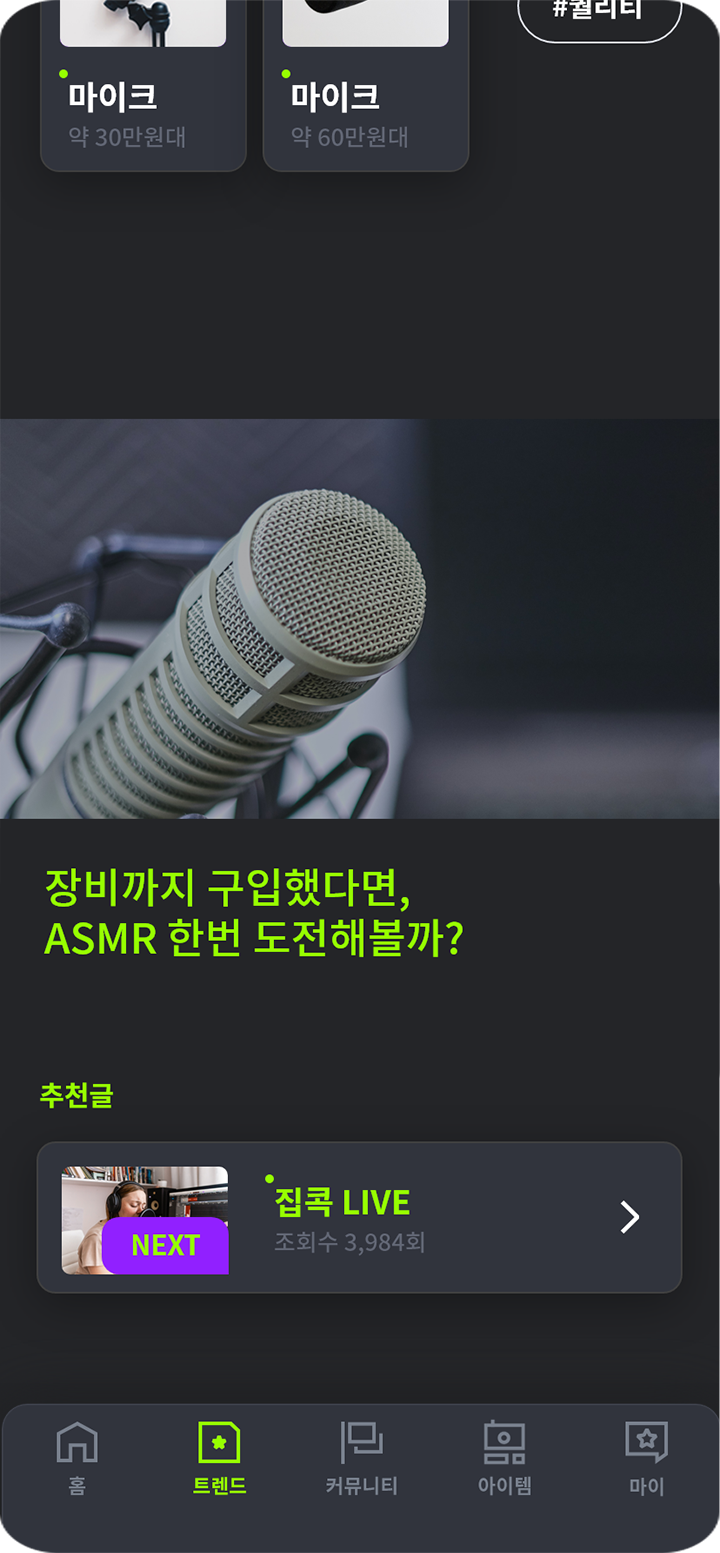 #퀄리티
마이크
약 30만원대
마이크
약 60만원대
장비까지 구입했다면,
ASMR 한번 도전해볼까?
추천글
NEXT
집콕 LIVE
조회수 3,984회
홈
트렌드
커뮤니티
아이템
마이